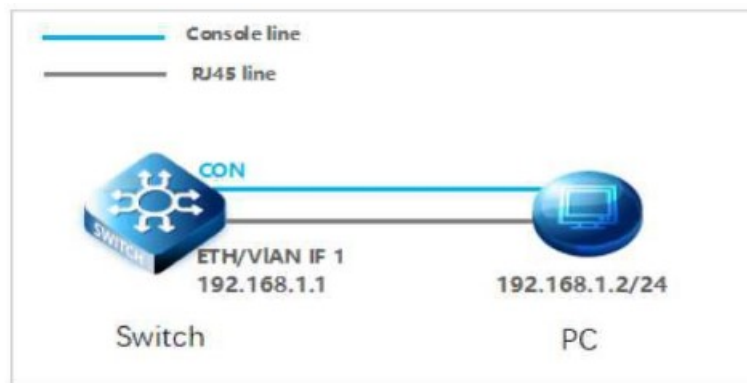 Console line
RJ45 line
CON
SWITCH
ETH/VlAN IF 1
192.168.1.1
192.168.1.2/24
Switch
PC